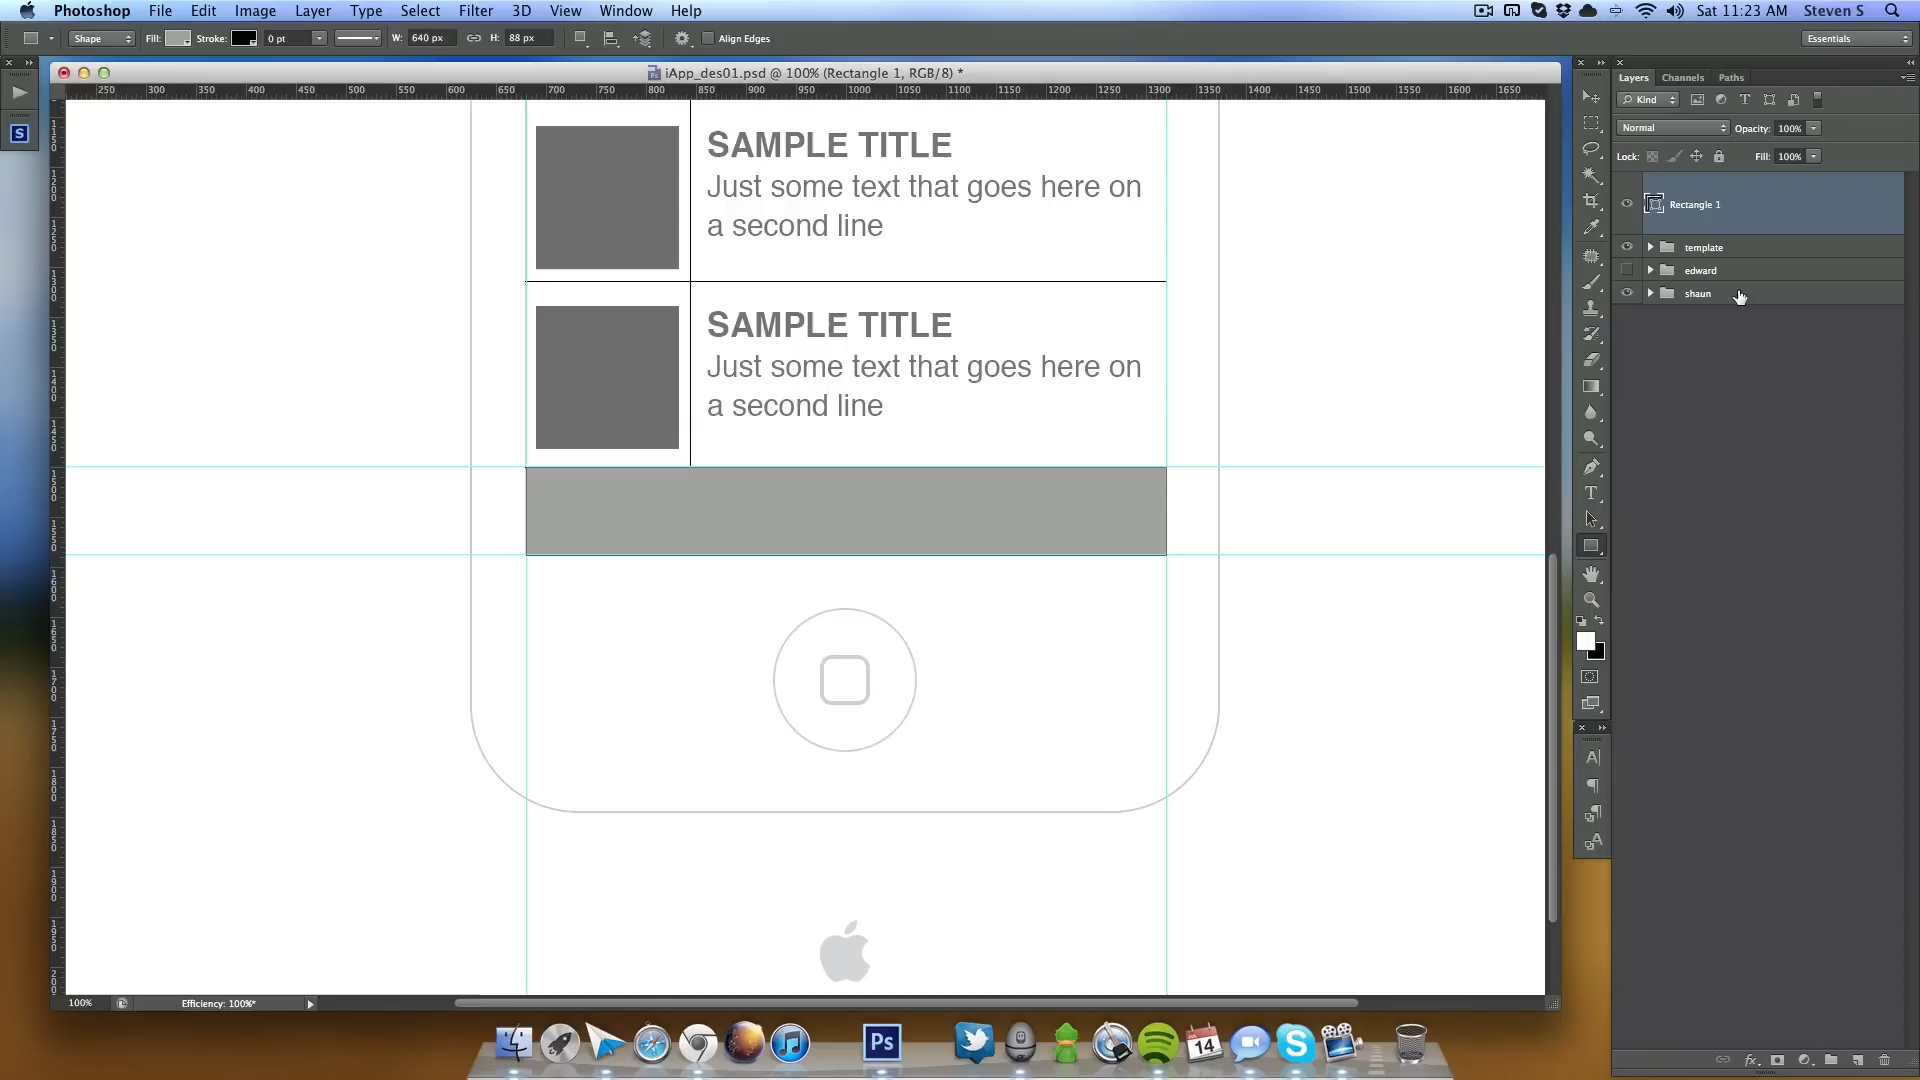 Photoshop File Edit Image Layer Type Select Filter 3D View Window Help Sat 11:23 AM Steven S
Shape Fill: Stroke: 0 pt W: 640 px H: 88 px Align Edges Essentials
iApp_des01.psd @ 100% (Rectangle 1, RGB/8) *
250 300 350 400 450 500 550 600 650 700 750 800 850 900 950 1000 1050 1100 1150 1200 1250 1300 1350 1400 1450 1500 1550 1600 1650
Layers Channels Paths
Kind
Normal Opacity: 100%
Lock: Fill: 100%
Rectangle 1
template
edward
shaun
SAMPLE TITLE
Just some text that goes here on
a second line
SAMPLE TITLE
Just some text that goes here on
a second line
100% Efficiency: 100%*
Ps
14